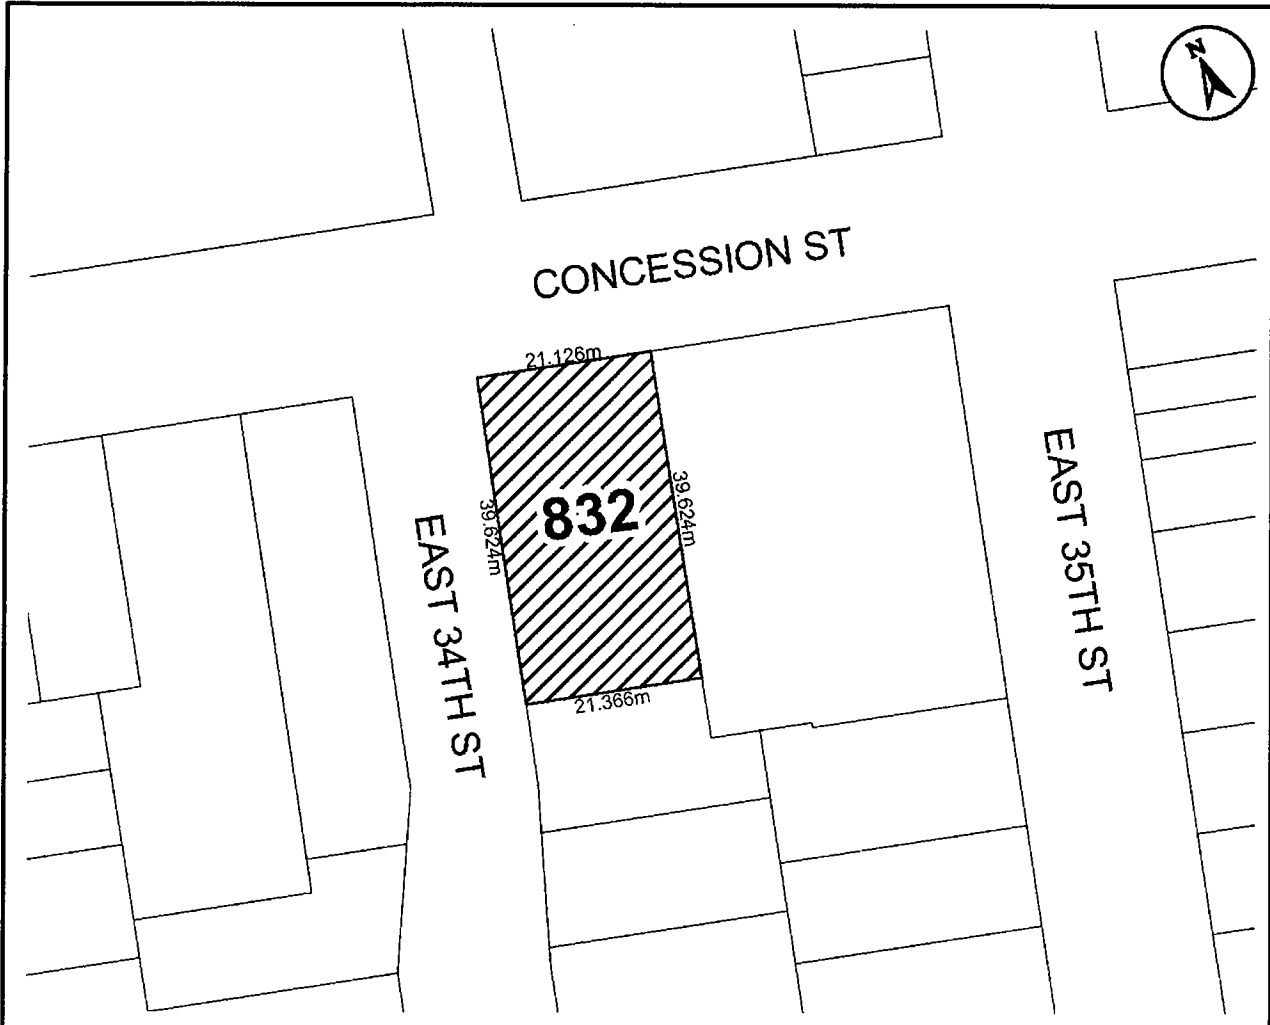 N
CONCESSION ST
21.126m
39.624m
832
39.624m
21.366m
EAST 34TH ST
EAST 35TH ST